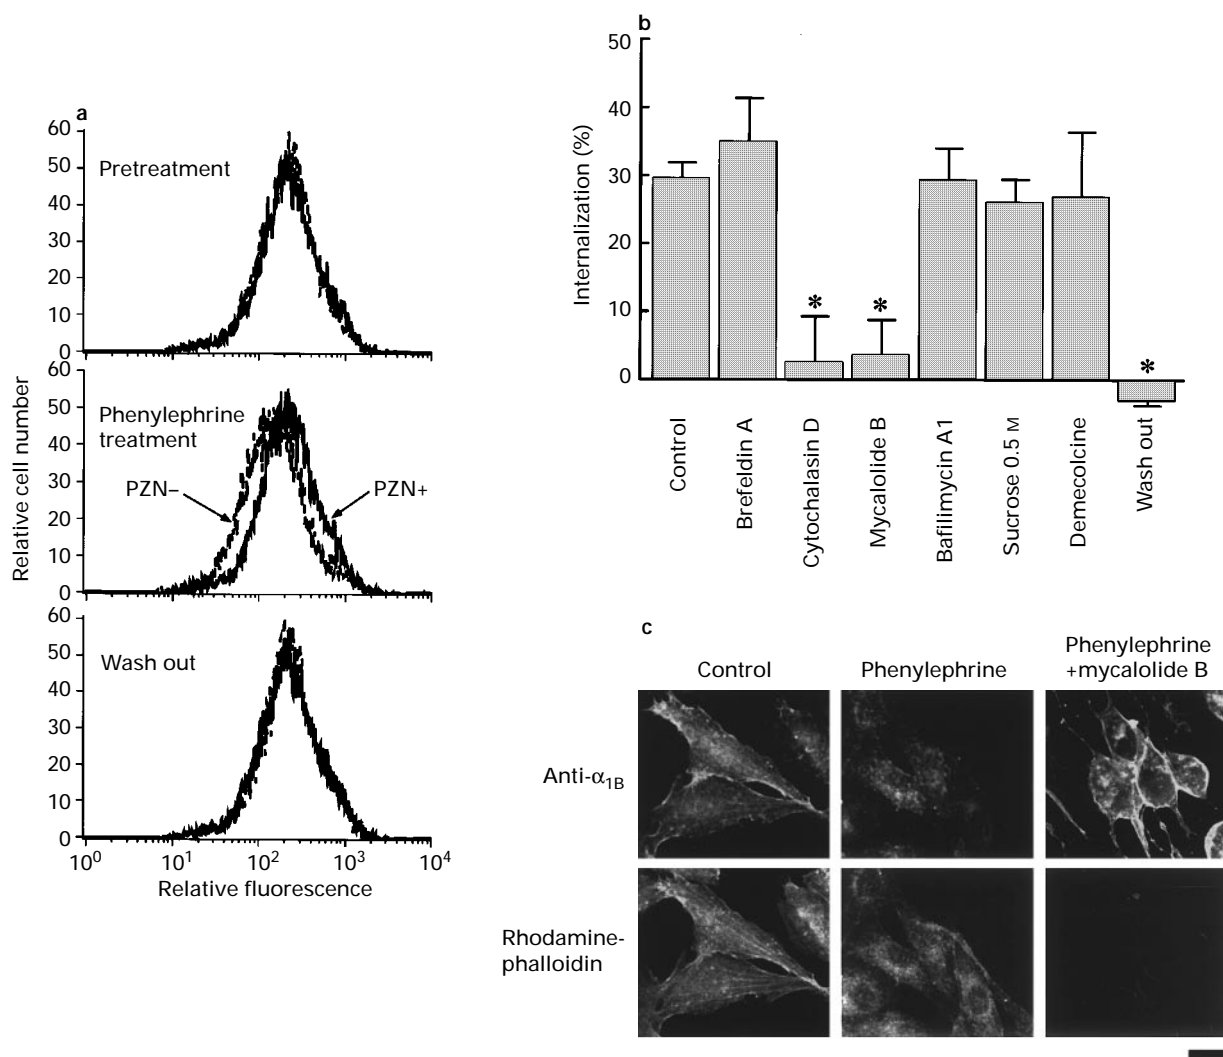 a
60
50
40
30
20
10
0
Pretreatment
60
50
40
30
20
10
0
Phenylephrine
treatment
PZN–
PZN+
60
50
40
30
20
10
0
Wash out
10⁰
10¹
10²
10³
10⁴
Relative fluorescence
Relative cell number
b
50
40
30
20
10
0
Internalization (%)
*
*
*
Control
Brefeldin A
Cytochalasin D
Mycalolide B
Bafilimycin A1
Sucrose 0.5 M
Demecolcine
Wash out
c
Control
Phenylephrine
Phenylephrine
+mycalolide B
Anti-α₁B
Rhodamine-
phalloidin